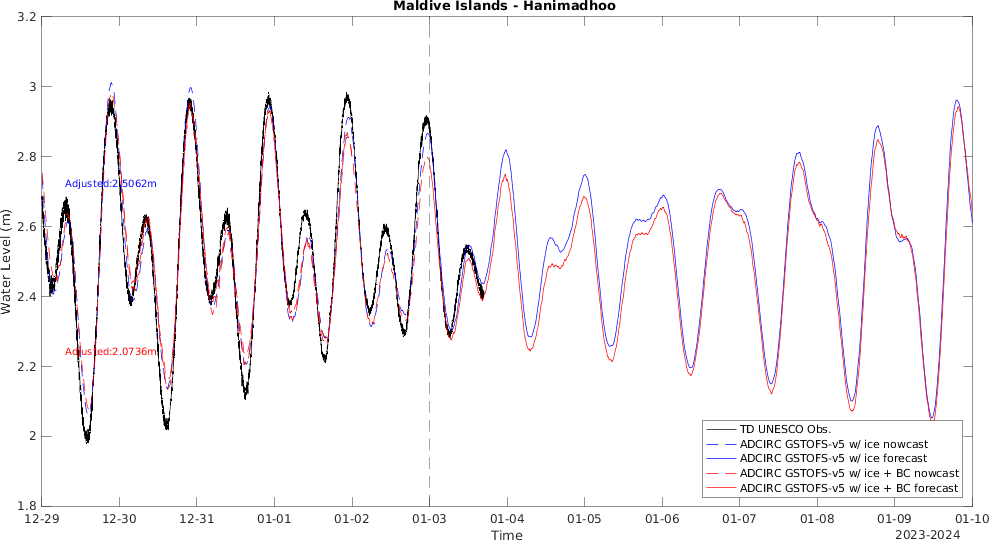 Maldive Islands - Hanimadhoo
3.2
3
2.8
2.6
2.4
2.2
2
1.8
Water Level (m)
Adjusted:2.5062m
Adjusted:2.0736m
TD UNESCO Obs.
ADCIRC GSTOFS-v5 w/ ice nowcast
ADCIRC GSTOFS-v5 w/ ice forecast
ADCIRC GSTOFS-v5 w/ ice + BC nowcast
ADCIRC GSTOFS-v5 w/ ice + BC forecast
12-29 12-30 12-31 01-01 01-02 01-03 01-04 01-05 01-06 01-07 01-08 01-09 01-10
Time
2023-2024